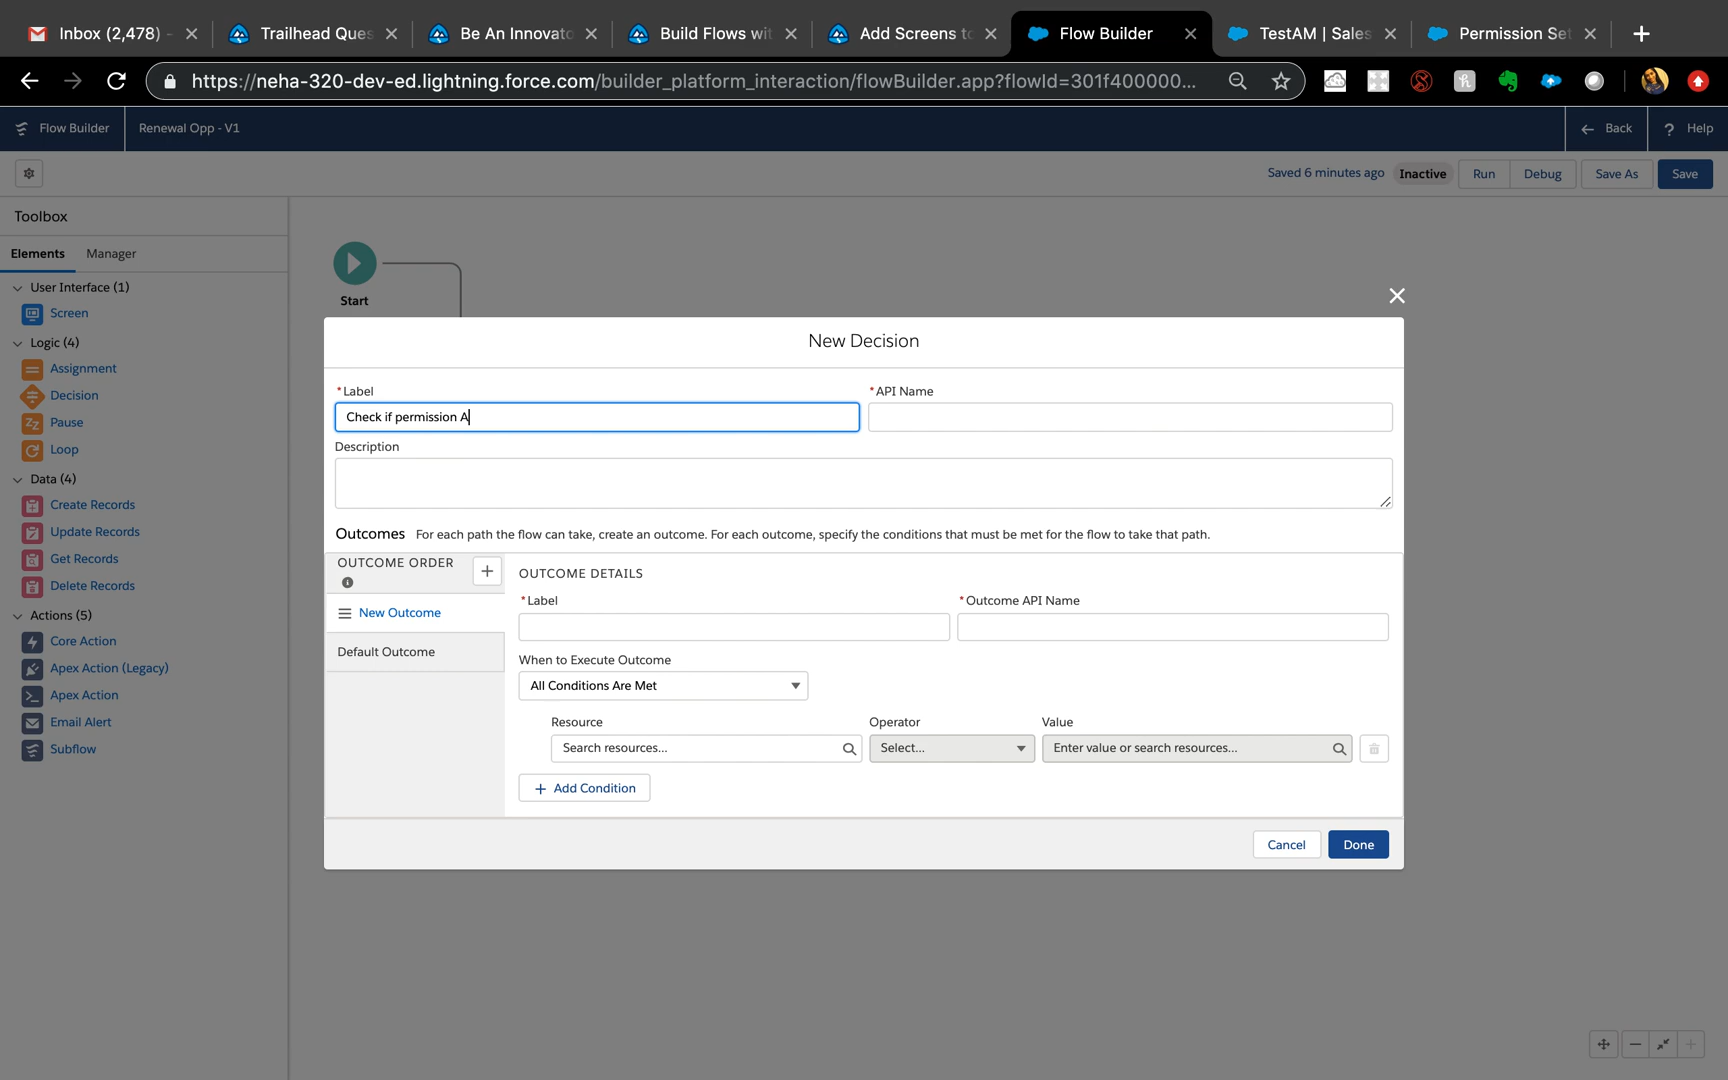 Inbox (2,478) -
Trailhead Ques
Be An Innovato
Build Flows wit
Add Screens to
Flow Builder
TestAM | Sales
Permission Set
https://neha-320-dev-ed.lightning.force.com/builder_platform_interaction/flowBuilder.app?flowId=301f400000...
Flow Builder
Renewal Opp - V1
Back
? Help
Saved 6 minutes ago
Inactive
Run
Debug
Save As
Save
Toolbox
Elements
Manager
User Interface (1)
Screen
Logic (4)
Assignment
Decision
Pause
Loop
Data (4)
Create Records
Update Records
Get Records
Delete Records
Actions (5)
Core Action
Apex Action (Legacy)
Apex Action
Email Alert
Subflow
Start
New Decision
* Label
* API Name
Check if permission A
Description
Outcomes For each path the flow can take, create an outcome. For each outcome, specify the conditions that must be met for the flow to take that path.
OUTCOME ORDER
New Outcome
Default Outcome
OUTCOME DETAILS
* Label
* Outcome API Name
When to Execute Outcome
All Conditions Are Met
Resource
Operator
Value
Search resources...
Select...
Enter value or search resources...
+ Add Condition
Cancel
Done